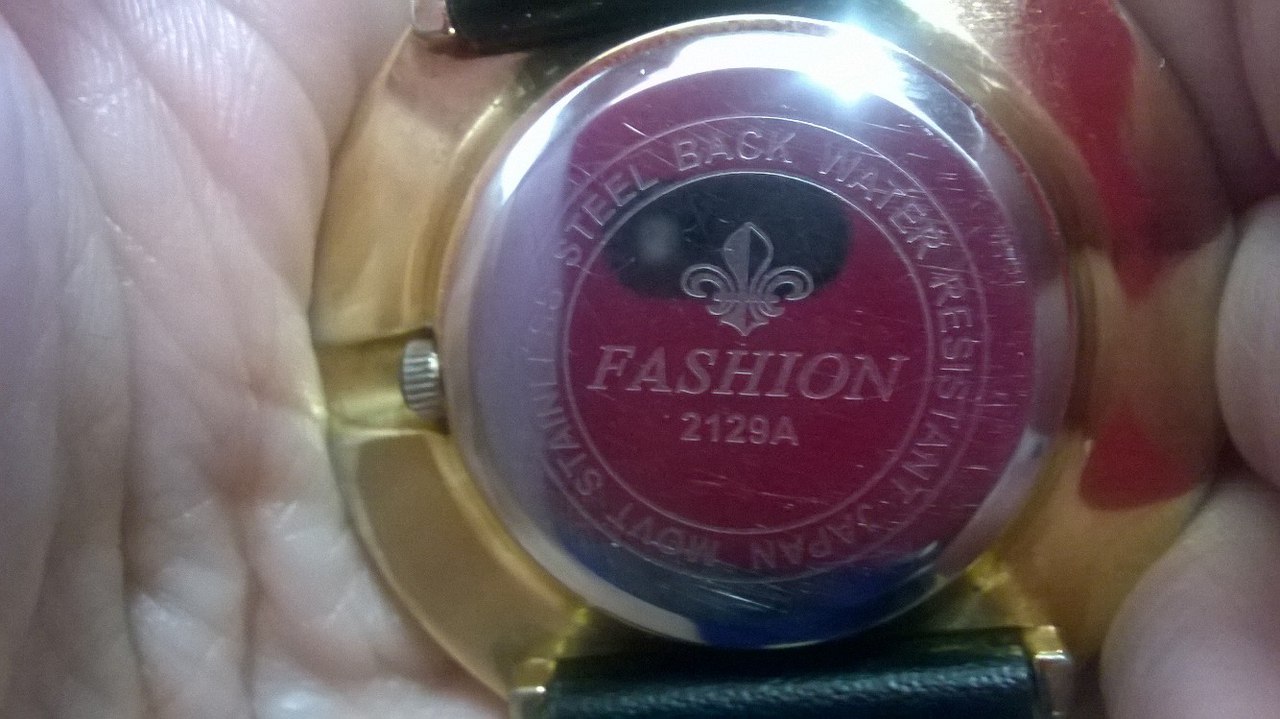 STAINLESS STEEL BACK WATER RESISTANT JAPAN MOVT
FASHION
2129A